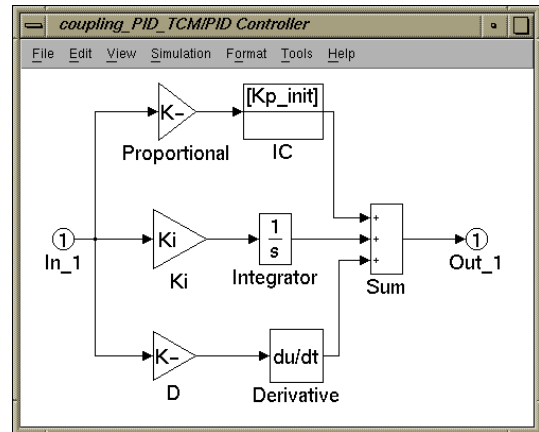 coupling_PID_TCM/PID Controller
File Edit View Simulation Format Tools Help
K-
[Kp_init]
Proportional
IC
1
In_1
Ki
Ki
1
s
Integrator
+
+
+
Sum
1
Out_1
K-
D
du/dt
Derivative